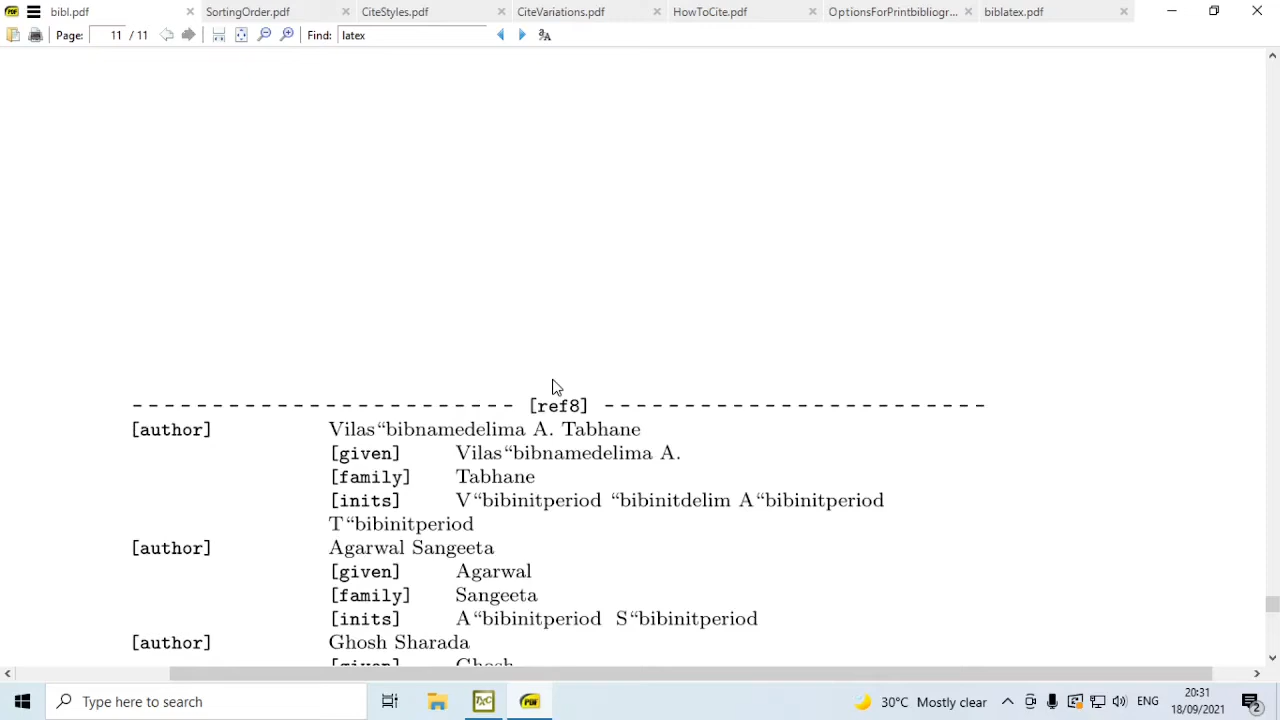 bibl.pdf SortingOrder.pdf CiteStyles.pdf CiteVariations.pdf HowToCite.pdf OptionsForPrintbibliogr... biblatex.pdf
Page: 11 / 11 Find: latex
[ref8]
[author] Vilas“bibnamedelima A. Tabhane
[given] Vilas“bibnamedelima A.
[family] Tabhane
[inits] V“bibinitperiod “bibinitdelim A“bibinitperiod
T“bibinitperiod
[author] Agarwal Sangeeta
[given] Agarwal
[family] Sangeeta
[inits] A“bibinitperiod S“bibinitperiod
[author] Ghosh Sharada
[given] Ghosh
Type here to search 30°C Mostly clear ENG 20:31
18/09/2021 2